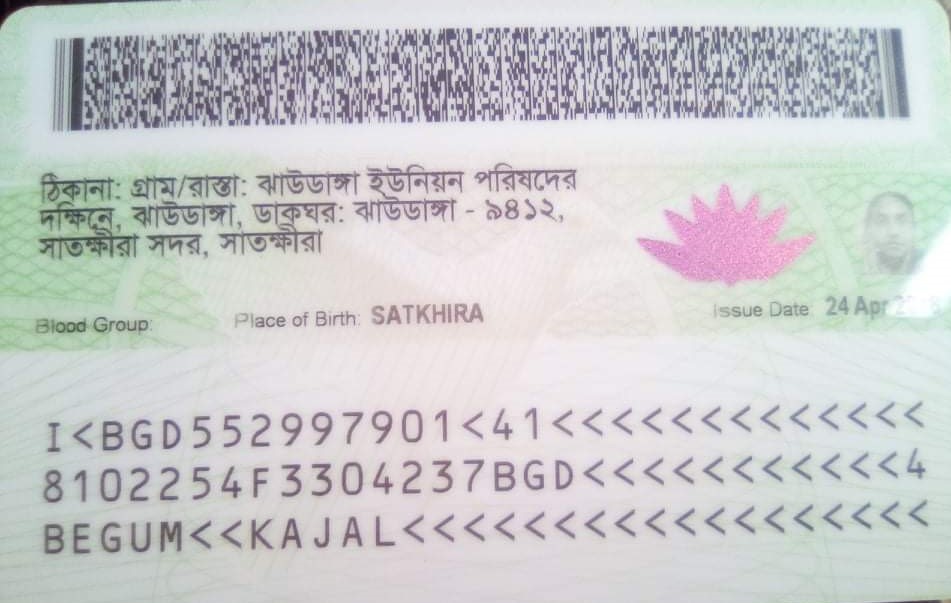 ঠিকানা: গ্রাম/রাস্তা: ঝাউডাঙ্গা ইউনিয়ন পরিষদের
দক্ষিনে, ঝাউডাঙ্গা, ডাকঘর: ঝাউডাঙ্গা - ৯৪১২,
সাতক্ষীরা সদর, সাতক্ষীরা
Blood Group: Place of Birth: SATKHIRA Issue Date: 24 Apr
I<BGD552997901<41<<<<<<<<<<<<<
8102254F3304237BGD<<<<<<<<<<<4
BEGUM<<KAJAL<<<<<<<<<<<<<<<<<<